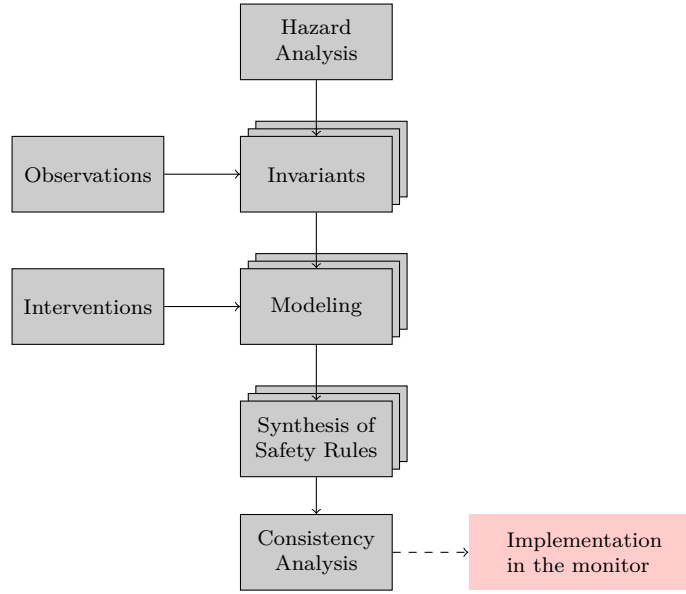 Hazard
Analysis
Observations
Invariants
Interventions
Modeling
Synthesis of
Safety Rules
Consistency
Analysis
Implementation
in the monitor